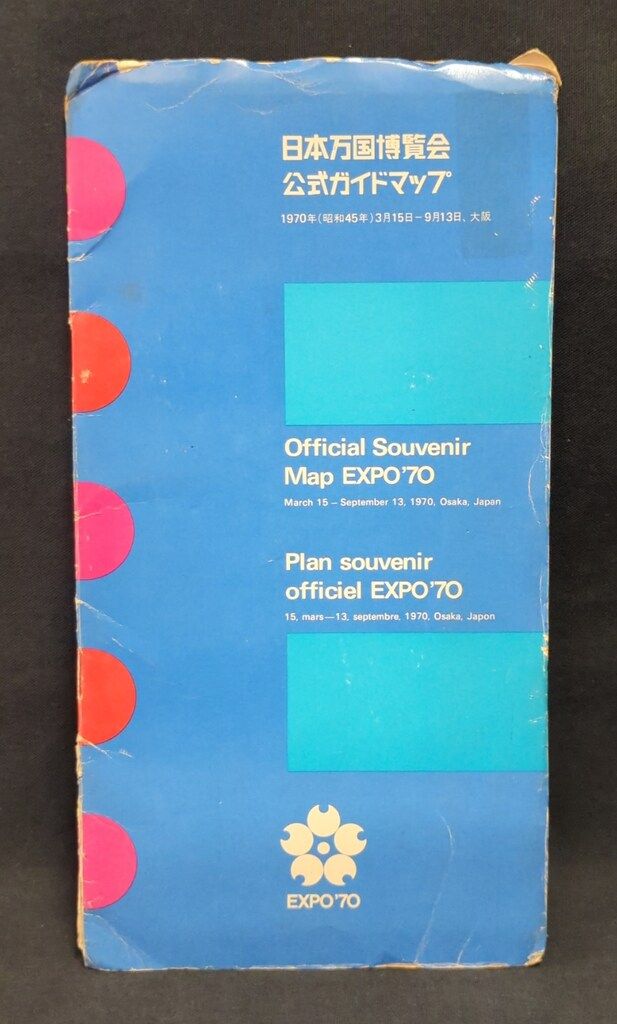 日本万国博覧会
公式ガイドマップ
1970年(昭和45年)3月15日-9月13日、大阪
Official Souvenir
Map EXPO'70
March 15 – September 13, 1970, Osaka, Japan
Plan souvenir
officiel EXPO'70
15, mars—13, septembre, 1970, Osaka, Japon
EXPO'70